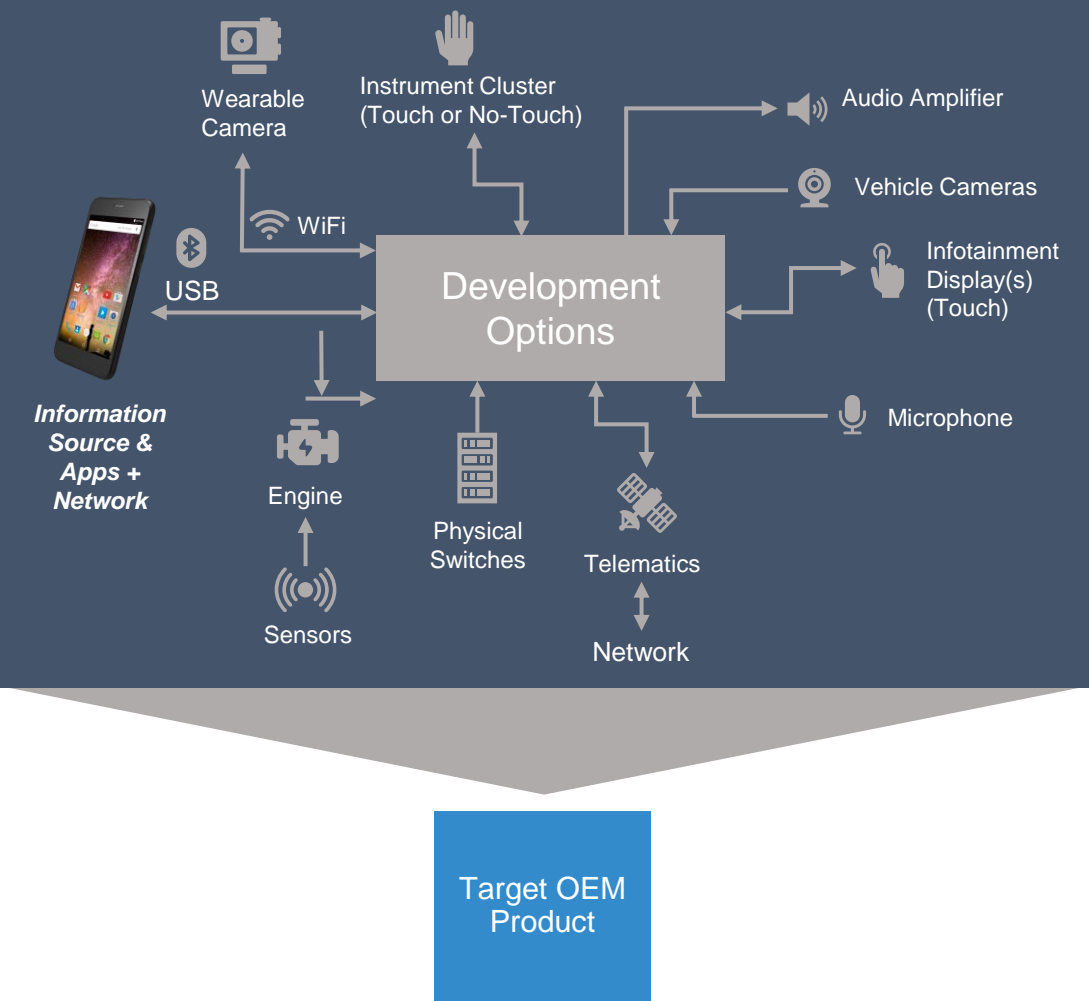 Wearable
Camera
Instrument Cluster
(Touch or No-Touch)
Audio Amplifier
Vehicle Cameras
WiFi
USB
Development
Options
Infotainment
Display(s)
(Touch)
Information
Source &
Apps +
Network
Microphone
Engine
Physical
Switches
Telematics
Sensors
Network
Target OEM
Product